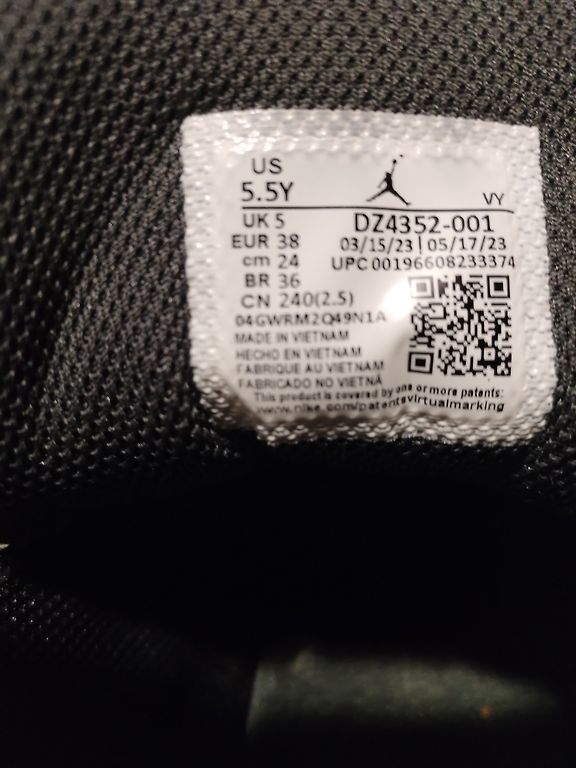 US
5.5Y
VY
UK 5
DZ4352-001
EUR 38
03/15/23 | 05/17/23
cm 24
UPC 00196608233374
BR 36
CN 240(2.5)
04GWRM2Q49N1A
MADE IN VIETNAM
HECHO EN VIETNAM
FABRIQUE AU VIETNAM
FABRICADO NO VIETNÃ
This product is covered by one or more patents:
www.nike.com/patentsvirtualmarking